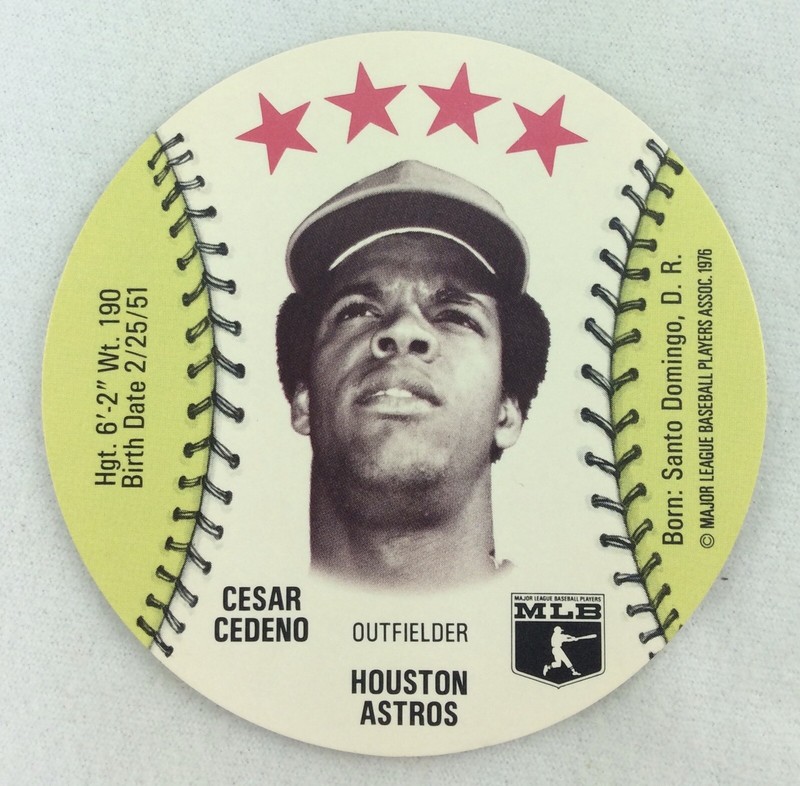 Hgt. 6'-2" Wt. 190
Birth Date 2/25/51
CESAR
CEDENO
OUTFIELDER
HOUSTON
ASTROS
MAJOR LEAGUE BASEBALL PLAYERS
MLB
Born: Santo Domingo, D. R.
© MAJOR LEAGUE BASEBALL PLAYERS ASSOC. 1976